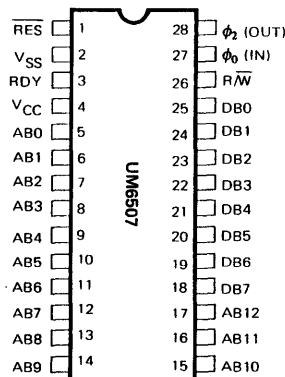 R̅E̅S̅ 1 28 ϕ₂ (OUT)
VSS 2 27 ϕ₀ (IN)
RDY 3 26 R/W̅
VCC 4 25 DB0
AB0 5 24 DB1
AB1 6 23 DB2
AB2 7 22 DB3
AB3 8 21 DB4
AB4 9 20 DB5
AB5 10 19 DB6
AB6 11 18 DB7
AB7 12 17 AB12
AB8 13 16 AB11
AB9 14 15 AB10
UM6507